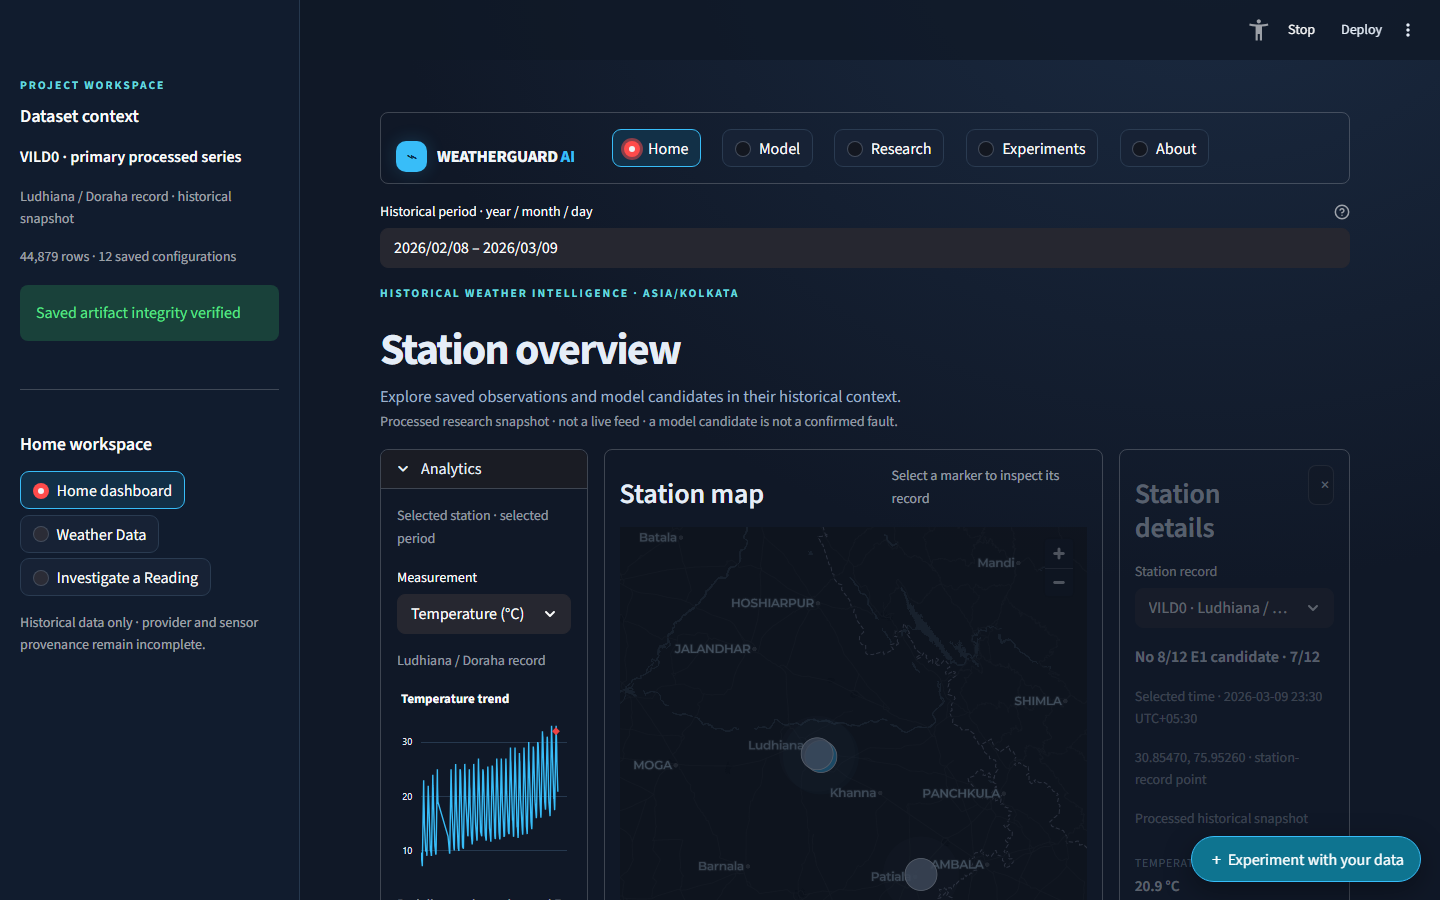 Stop
Deploy
PROJECT WORKSPACE
Dataset context
VILD0 · primary processed series
Ludhiana / Doraha record · historical
snapshot
44,879 rows · 12 saved configurations
Saved artifact integrity verified
Home workspace
Home dashboard
Weather Data
Investigate a Reading
Historical data only · provider and sensor
provenance remain incomplete.
WEATHERGUARD AI
Home
Model
Research
Experiments
About
Historical period · year / month / day
2026/02/08 – 2026/03/09
HISTORICAL WEATHER INTELLIGENCE · ASIA/KOLKATA
Station overview
Explore saved observations and model candidates in their historical context.
Processed research snapshot · not a live feed · a model candidate is not a confirmed fault.
Analytics
Selected station · selected
period
Measurement
Temperature (°C)
Ludhiana / Doraha record
Temperature trend
30
20
10
Station map
Select a marker to inspect its
record
Batala
Mandi
HOSHIARPUR
JALANDHAR
SHIMLA
Ludhiana
MOGA
Khanna
PANCHKULA
Barnala
AMBALA
Patial
+
−
Station
details
×
Station record
VILD0 · Ludhiana / ...
No 8/12 E1 candidate · 7/12
Selected time · 2026-03-09 23:30
UTC+05:30
30.85470, 75.95260 · station-
record point
Processed historical snapshot
TEMPERAT
20.9 °C
+ Experiment with your data